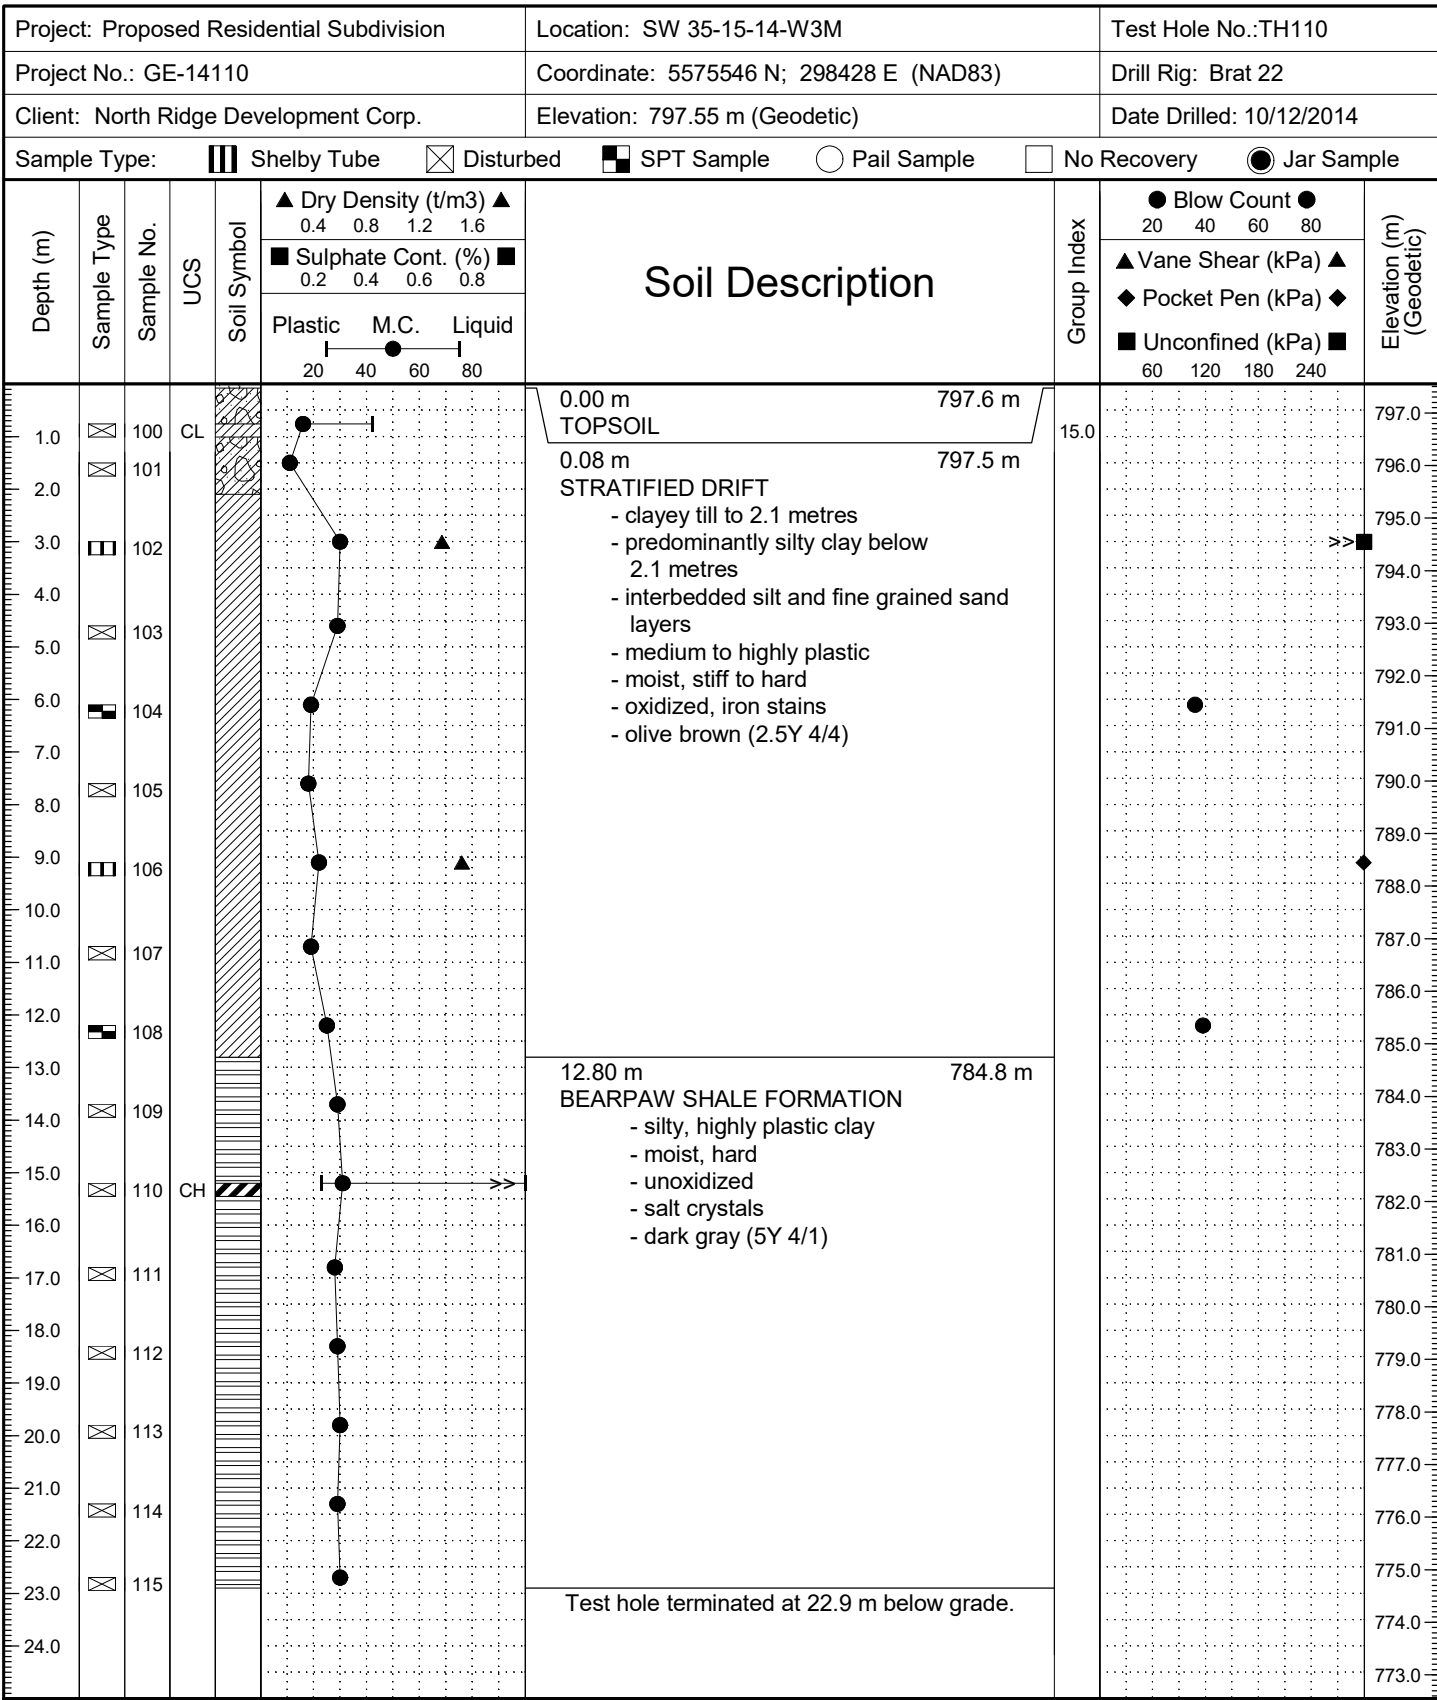 Project: Proposed Residential Subdivision
Location: SW 35-15-14-W3M
Test Hole No.:TH110
Project No.: GE-14110
Coordinate: 5575546 N; 298428 E (NAD83)
Drill Rig: Brat 22
Client: North Ridge Development Corp.
Elevation: 797.55 m (Geodetic)
Date Drilled: 10/12/2014
Sample Type: Shelby Tube Disturbed SPT Sample Pail Sample No Recovery Jar Sample
Depth (m)
Sample Type
Sample No.
UCS
Soil Symbol
▲ Dry Density (t/m3) ▲
0.4 0.8 1.2 1.6
■ Sulphate Cont. (%) ■
0.2 0.4 0.6 0.8
Plastic M.C. Liquid
20 40 60 80
Soil Description
Group Index
● Blow Count ●
20 40 60 80
▲ Vane Shear (kPa) ▲
◆ Pocket Pen (kPa) ◆
■ Unconfined (kPa) ■
60 120 180 240
Elevation (m)
(Geodetic)
1.0
2.0
3.0
4.0
5.0
6.0
7.0
8.0
9.0
10.0
11.0
12.0
13.0
14.0
15.0
16.0
17.0
18.0
19.0
20.0
21.0
22.0
23.0
24.0
100
101
102
103
104
105
106
107
108
109
110
111
112
113
114
115
CL
CH
>>
0.00 m 797.6 m
TOPSOIL
0.08 m 797.5 m
STRATIFIED DRIFT
- clayey till to 2.1 metres
- predominantly silty clay below
2.1 metres
- interbedded silt and fine grained sand
layers
- medium to highly plastic
- moist, stiff to hard
- oxidized, iron stains
- olive brown (2.5Y 4/4)
12.80 m 784.8 m
BEARPAW SHALE FORMATION
- silty, highly plastic clay
- moist, hard
- unoxidized
- salt crystals
- dark gray (5Y 4/1)
Test hole terminated at 22.9 m below grade.
15.0
>>
797.0
796.0
795.0
794.0
793.0
792.0
791.0
790.0
789.0
788.0
787.0
786.0
785.0
784.0
783.0
782.0
781.0
780.0
779.0
778.0
777.0
776.0
775.0
774.0
773.0